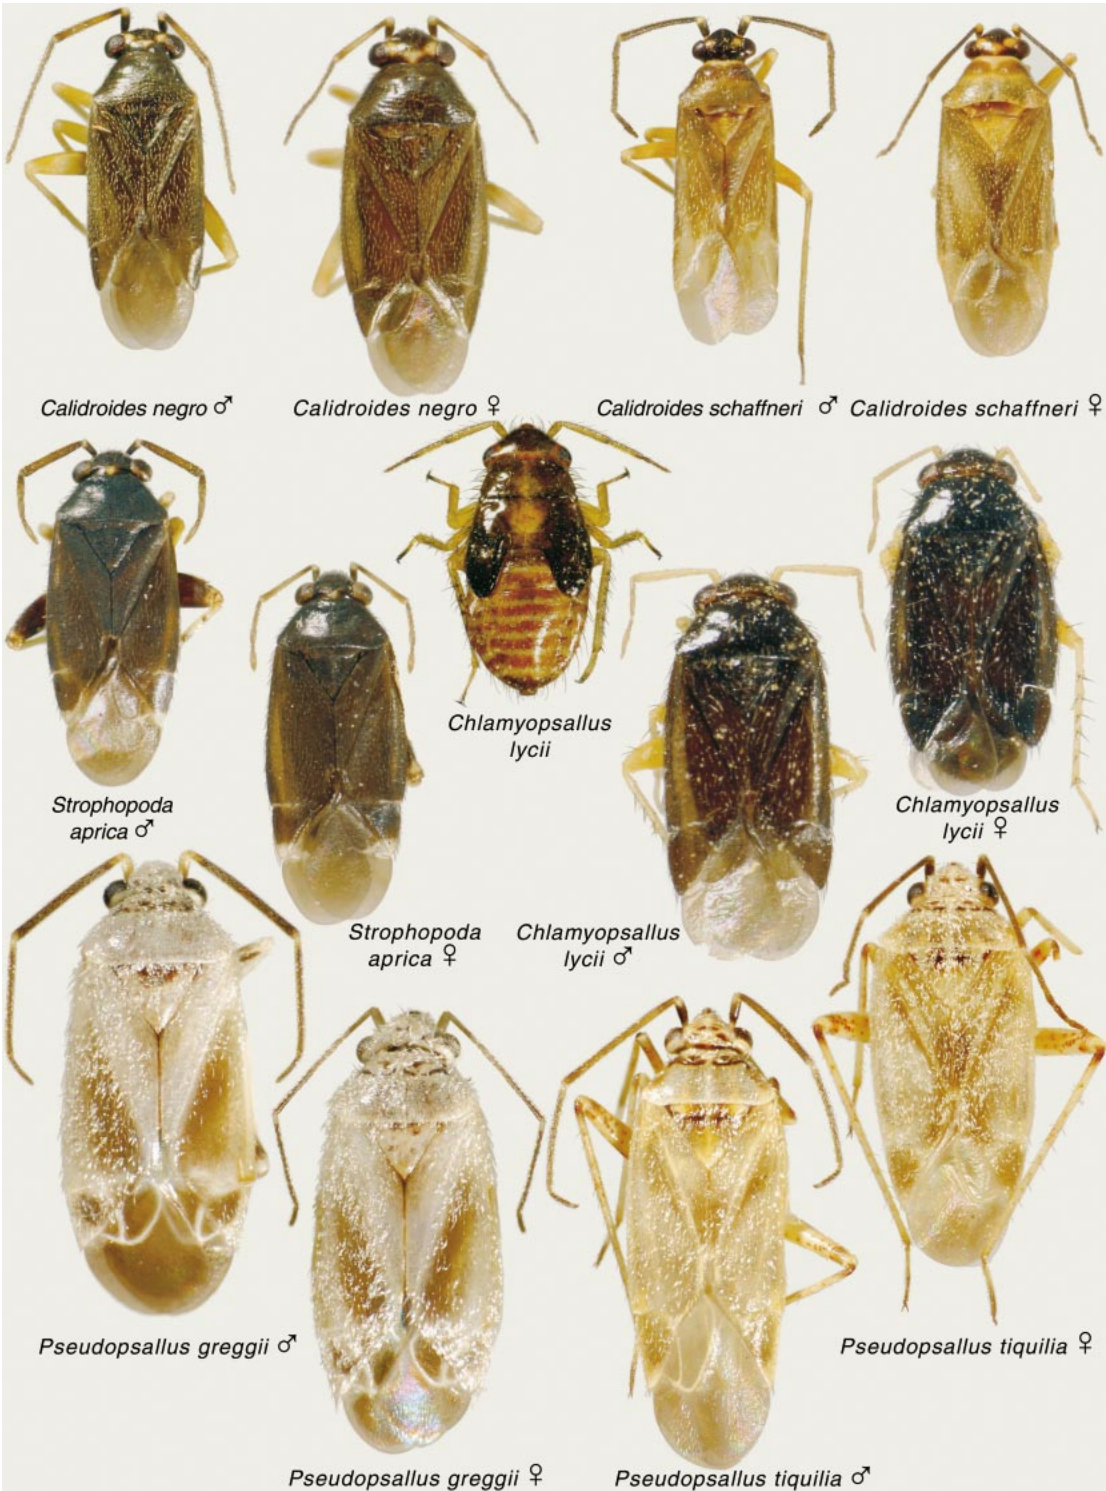 Calidroides negro ♂
Calidroides negro ♀
Calidroides schaffneri ♂
Calidroides schaffneri ♀
Chlamyopsallus
lycii
Strophopoda
aprica ♂
Chlamyopsallus
lycii ♀
Strophopoda
aprica ♀
Chlamyopsallus
lycii ♂
Pseudopsallus greggii ♂
Pseudopsallus tiquilia ♀
Pseudopsallus greggii ♀
Pseudopsallus tiquilia ♂